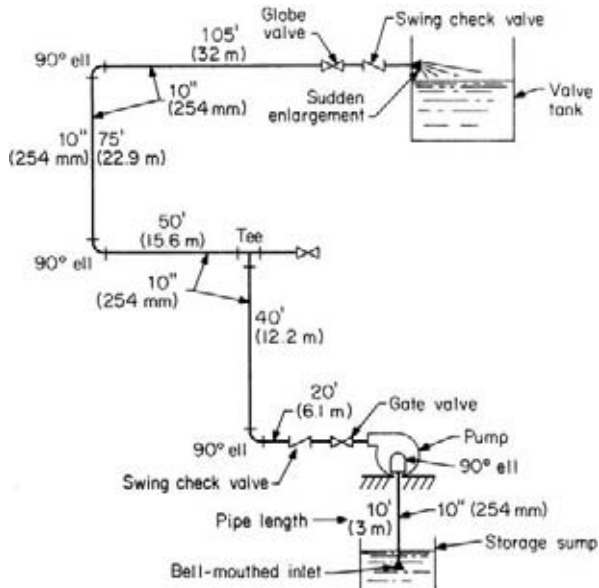 105'
(32 m)
Globe
valve
Swing check valve
90° ell
10"
(254 mm)
Sudden
enlargement
Valve
tank
10"
(254 mm)
75'
(22.9 m)
50'
(15.6 m)
Tee
90° ell
10"
(254 mm)
40'
(12.2 m)
20'
(6.1 m)
Gate valve
Pump
90° ell
90° ell
Swing check valve
Pipe length
10'
(3 m)
10" (254 mm)
Storage sump
Bell-mouthed inlet